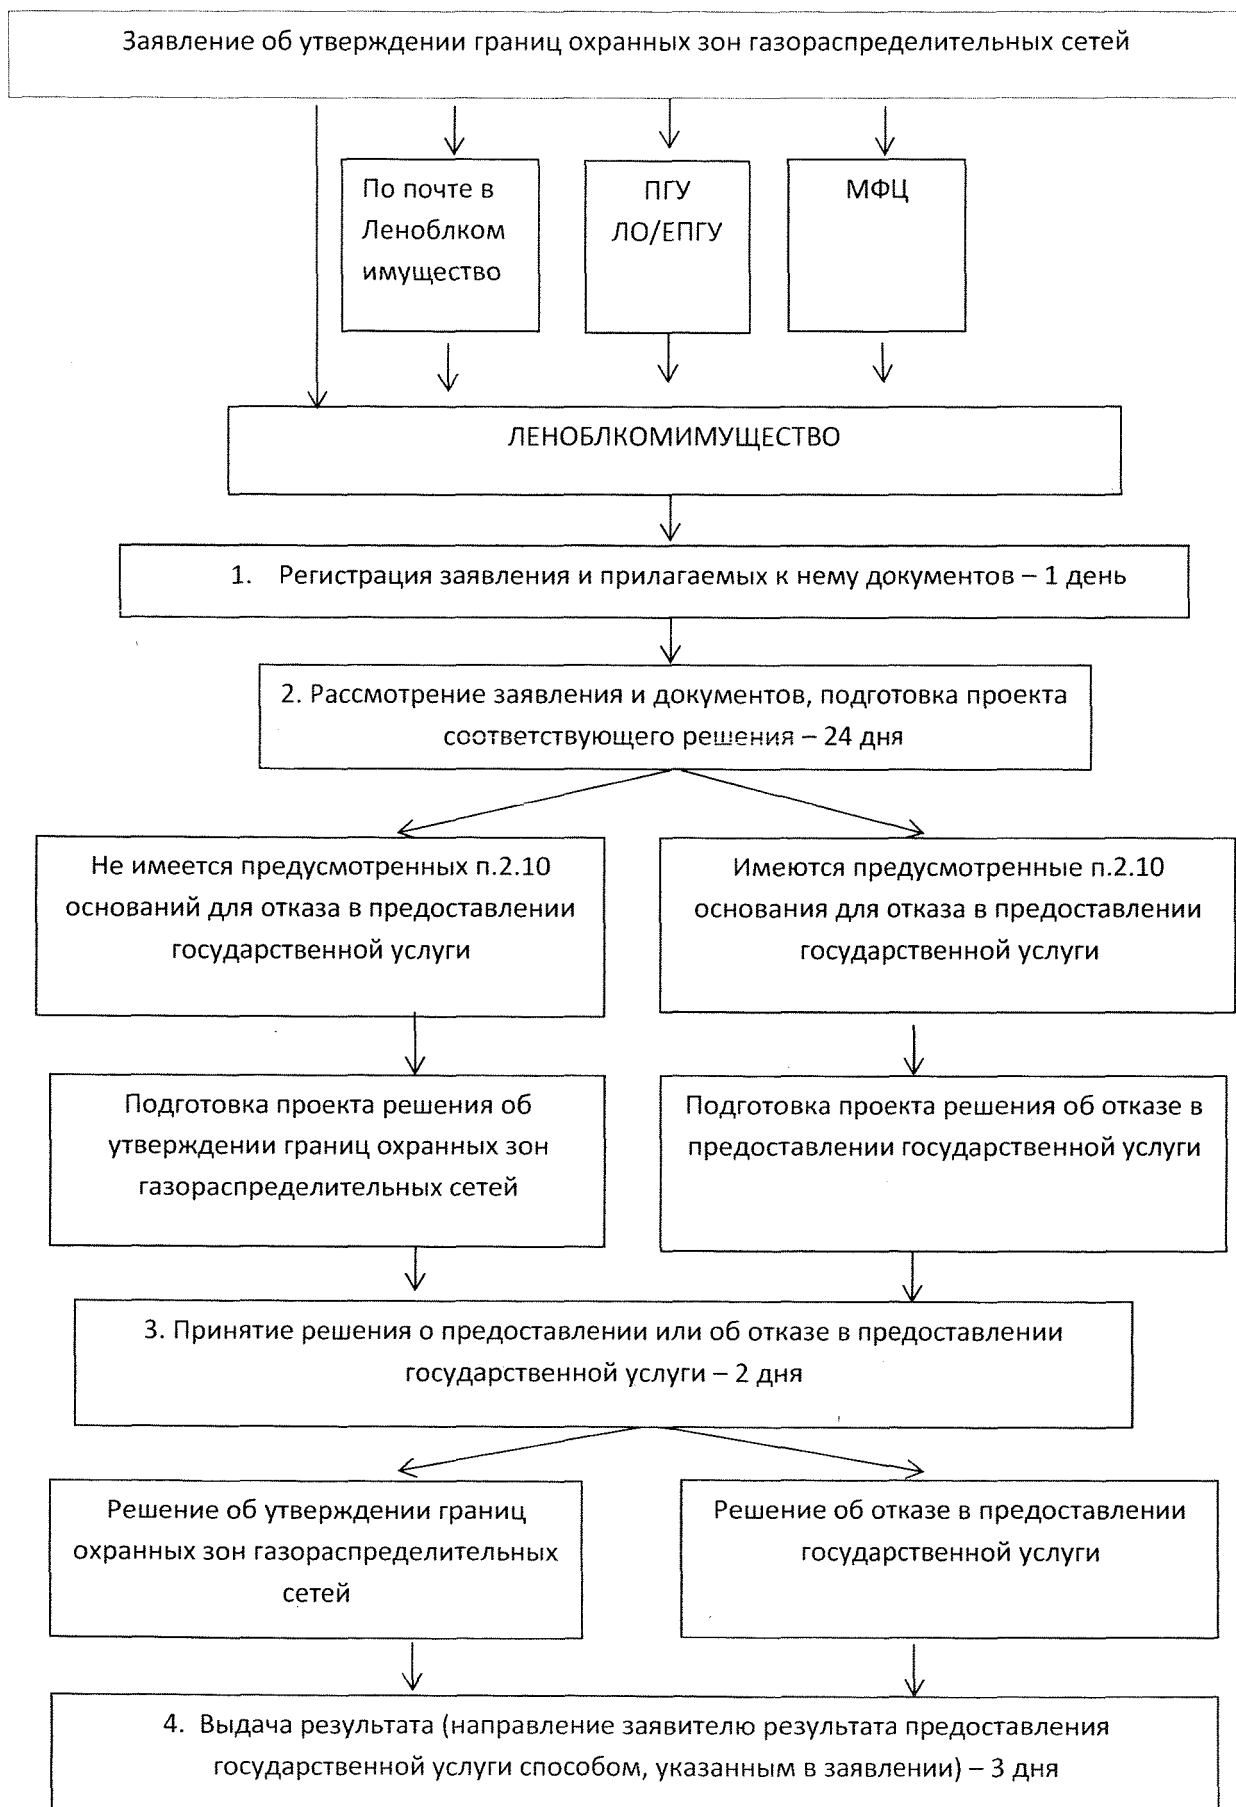 Заявление об утверждении границ охранных зон газораспределительных сетей
По почте в
Леноблком
имущество
ПГУ
ЛО/ЕПГУ
МФЦ
ЛЕНОБЛКОМИМУЩЕСТВО
1. Регистрация заявления и прилагаемых к нему документов – 1 день
2. Рассмотрение заявления и документов, подготовка проекта
соответствующего решения – 24 дня
Не имеется предусмотренных п.2.10
оснований для отказа в предоставлении
государственной услуги
Имеются предусмотренные п.2.10
основания для отказа в предоставлении
государственной услуги
Подготовка проекта решения об
утверждении границ охранных зон
газораспределительных сетей
Подготовка проекта решения об отказе в
предоставлении государственной услуги
3. Принятие решения о предоставлении или об отказе в предоставлении
государственной услуги – 2 дня
Решение об утверждении границ
охранных зон газораспределительных
сетей
Решение об отказе в предоставлении
государственной услуги
4. Выдача результата (направление заявителю результата предоставления
государственной услуги способом, указанным в заявлении) – 3 дня